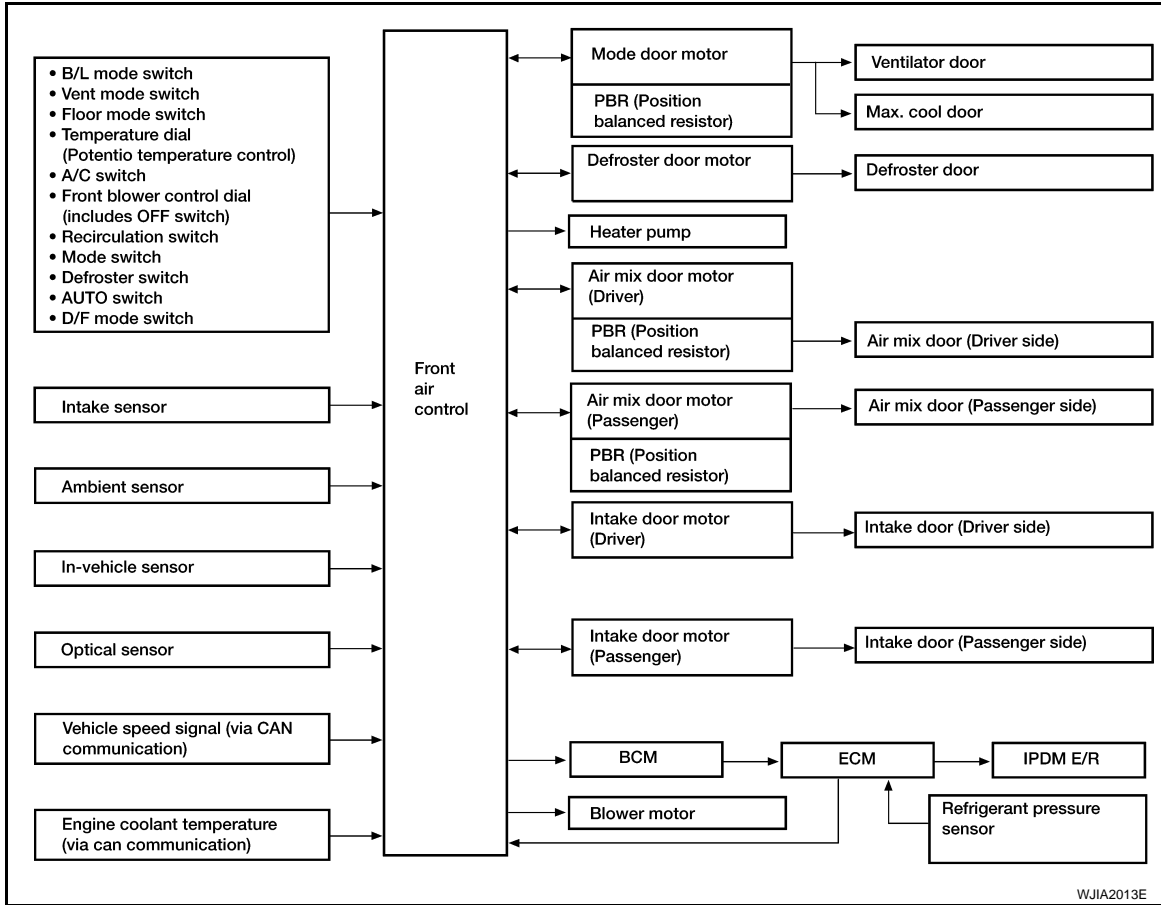 • B/L mode switch
• Vent mode switch
• Floor mode switch
• Temperature dial
(Potentio temperature control)
• A/C switch
• Front blower control dial
(includes OFF switch)
• Recirculation switch
• Mode switch
• Defroster switch
• AUTO switch
• D/F mode switch
Intake sensor
Ambient sensor
In-vehicle sensor
Optical sensor
Vehicle speed signal (via CAN
communication)
Engine coolant temperature
(via can communication)
Front
air
control
Mode door motor
PBR (Position
balanced resistor)
Ventilator door
Max. cool door
Defroster door motor
Defroster door
Heater pump
Air mix door motor
(Driver)
PBR (Position
balanced resistor)
Air mix door (Driver side)
Air mix door motor
(Passenger)
PBR (Position
balanced resistor)
Air mix door (Passenger side)
Intake door motor
(Driver)
Intake door (Driver side)
Intake door motor
(Passenger)
Intake door (Passenger side)
BCM
ECM
IPDM E/R
Blower motor
Refrigerant pressure
sensor
WJIA2013E